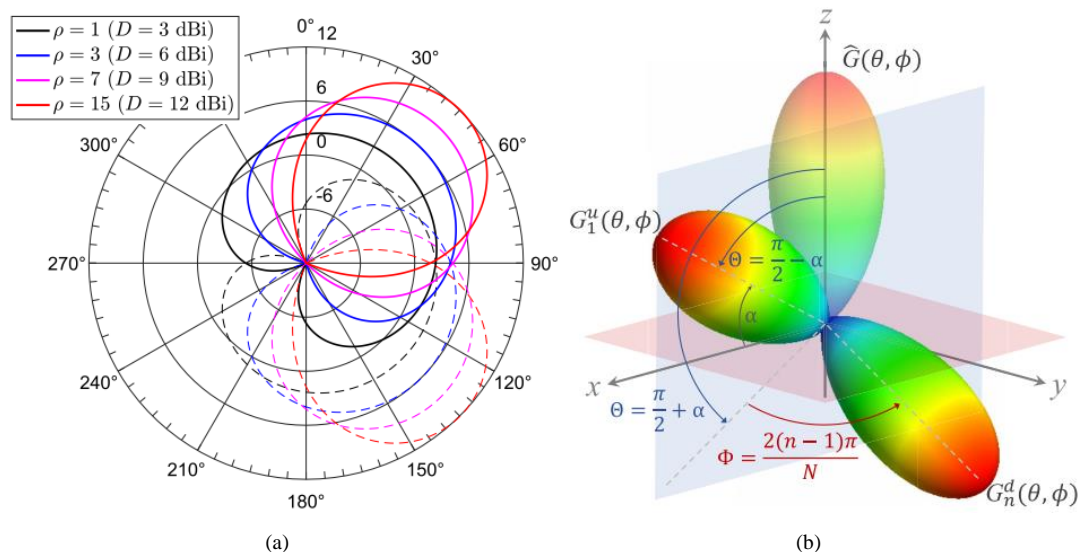 ρ = 1 (D = 3 dBi)
ρ = 3 (D = 6 dBi)
ρ = 7 (D = 9 dBi)
ρ = 15 (D = 12 dBi)
0°
12
30°
6
60°
0
300°
-6
270°
90°
240°
120°
210°
150°
180°
(a)
z
Ĝ(θ, ϕ)
G₁ᵘ(θ, ϕ)
Θ = π/2 − α
α
x
y
Θ = π/2 + α
Φ = 2(n − 1)π/N
Gₙᵈ(θ, ϕ)
(b)